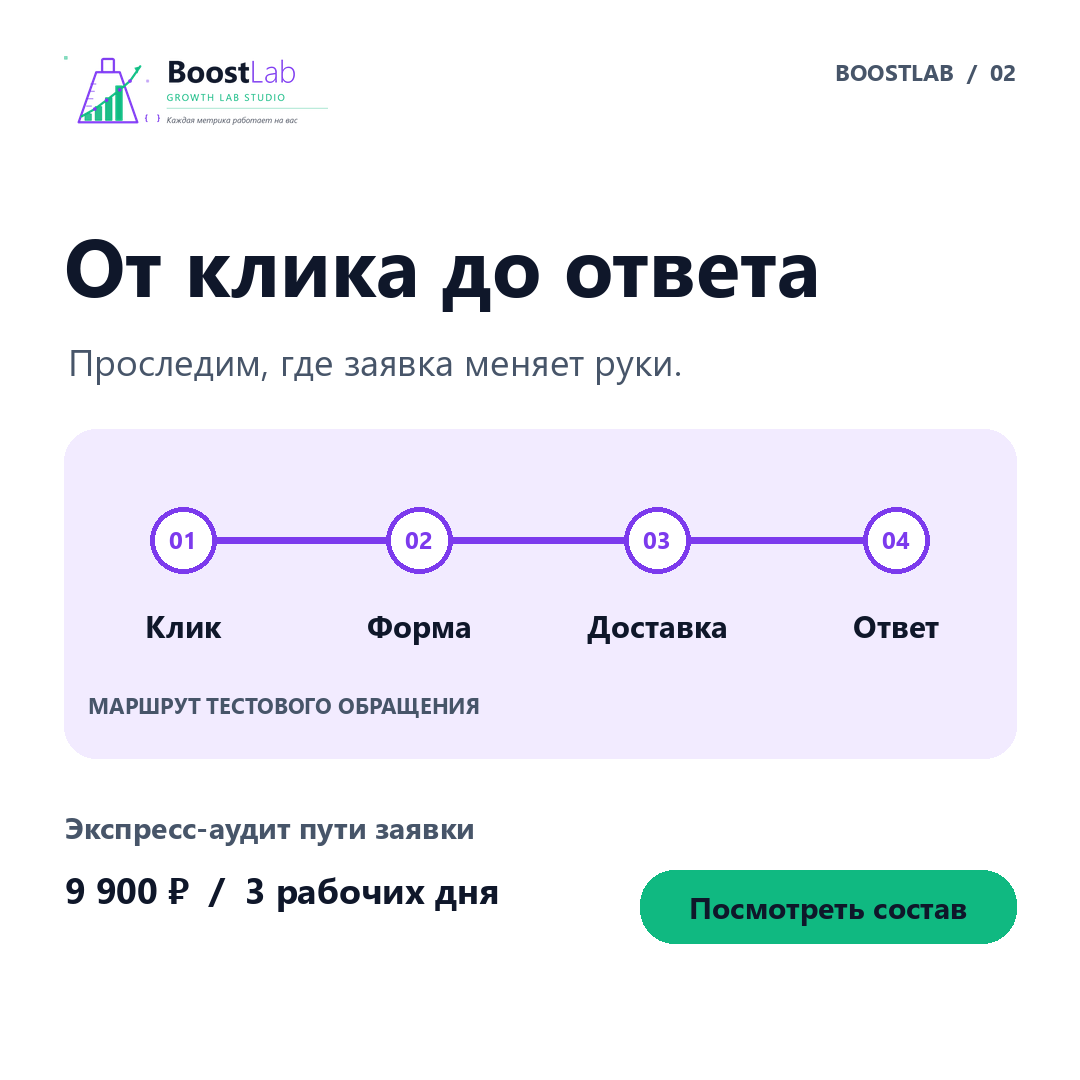 BoostLab
GROWTH LAB STUDIO
{ }
Каждая метрика работает на вас
BOOSTLAB / 02
От клика до ответа
Проследим, где заявка меняет руки.
01 02 03 04
Клик Форма Доставка Ответ
МАРШРУТ ТЕСТОВОГО ОБРАЩЕНИЯ
Экспресс-аудит пути заявки
9 900 ₽ / 3 рабочих дня
Посмотреть состав